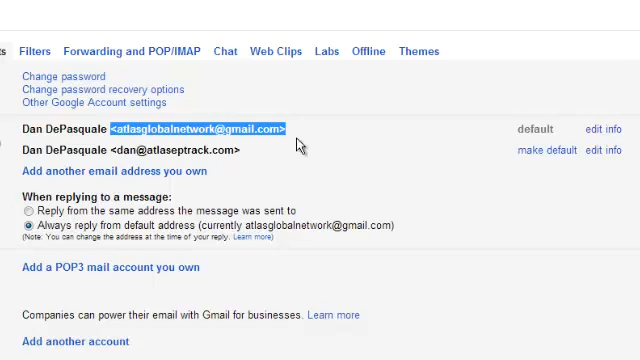 Filters Forwarding and POP/IMAP Chat Web Clips Labs Offline Themes
Change password
Change password recovery options
Other Google Account settings
Dan DePasquale <atlasglobalnetwork@gmail.com> default edit info
Dan DePasquale <dan@atlaseptrack.com> make default edit info
Add another email address you own
When replying to a message:
Reply from the same address the message was sent to
Always reply from default address (currently atlasglobalnetwork@gmail.com)
(Note: You can change the address at the time of your reply. Learn more)
Add a POP3 mail account you own
Companies can power their email with Gmail for businesses. Learn more
Add another account